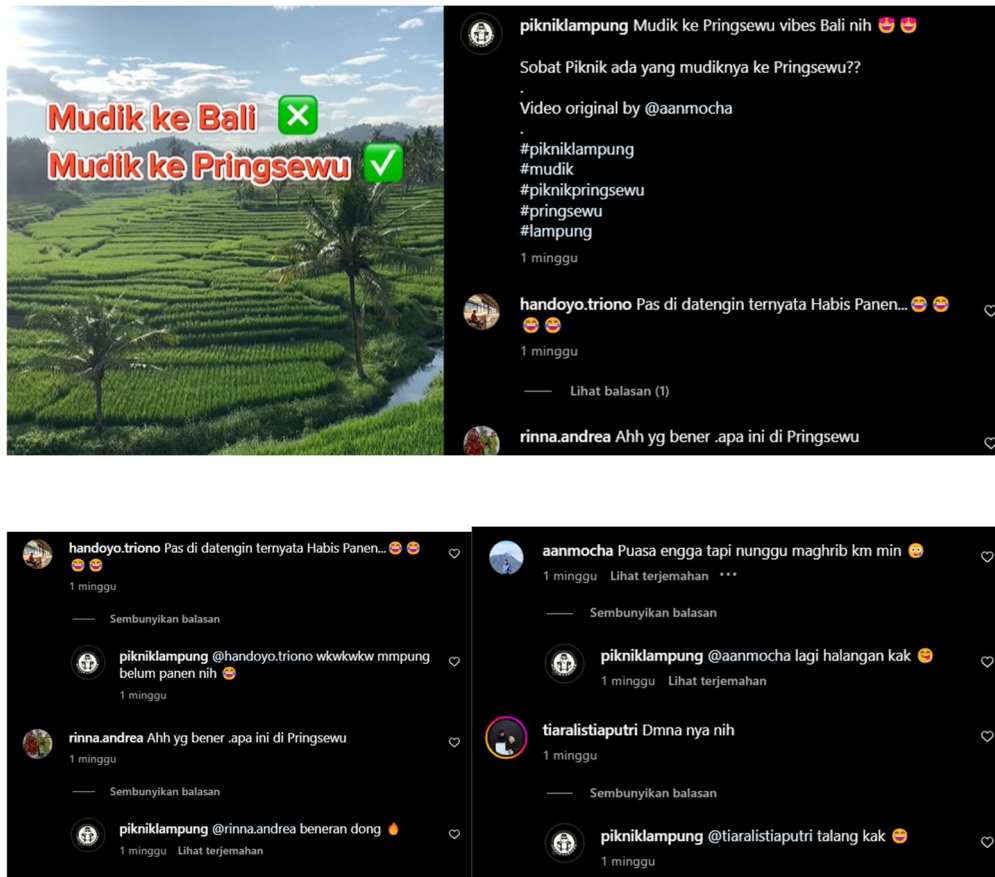 Mudik ke Bali ❎
Mudik ke Pringsewu ✅
pikniklampung Mudik ke Pringsewu vibes Bali nih 🤩 🤩
Sobat Piknik ada yang mudiknya ke Pringsewu??
.
Video original by @aanmocha
.
#pikniklampung
#mudik
#piknikpringsewu
#pringsewu
#lampung
1 minggu
handoyo.triono Pas di datengin ternyata Habis Panen...😂 😂
😂 😂
1 minggu
Lihat balasan (1)
rinna.andrea Ahh yg bener .apa ini di Pringsewu
handoyo.triono Pas di datengin ternyata Habis Panen...😂 😂
😂 😂
1 minggu
Sembunyikan balasan
pikniklampung @handoyo.triono wkwkwkw mmpung
belum panen nih 😂
1 minggu
rinna.andrea Ahh yg bener .apa ini di Pringsewu
1 minggu
Sembunyikan balasan
pikniklampung @rinna.andrea beneran dong 🔥
1 minggu Lihat terjemahan
aanmocha Puasa engga tapi nunggu maghrib km min 😳
1 minggu Lihat terjemahan •••
Sembunyikan balasan
pikniklampung @aanmocha lagi halangan kak 😋
1 minggu Lihat terjemahan
tiaralistiaputri Dmna nya nih
1 minggu
Sembunyikan balasan
pikniklampung @tiaralistiaputri talang kak 😄
1 minggu